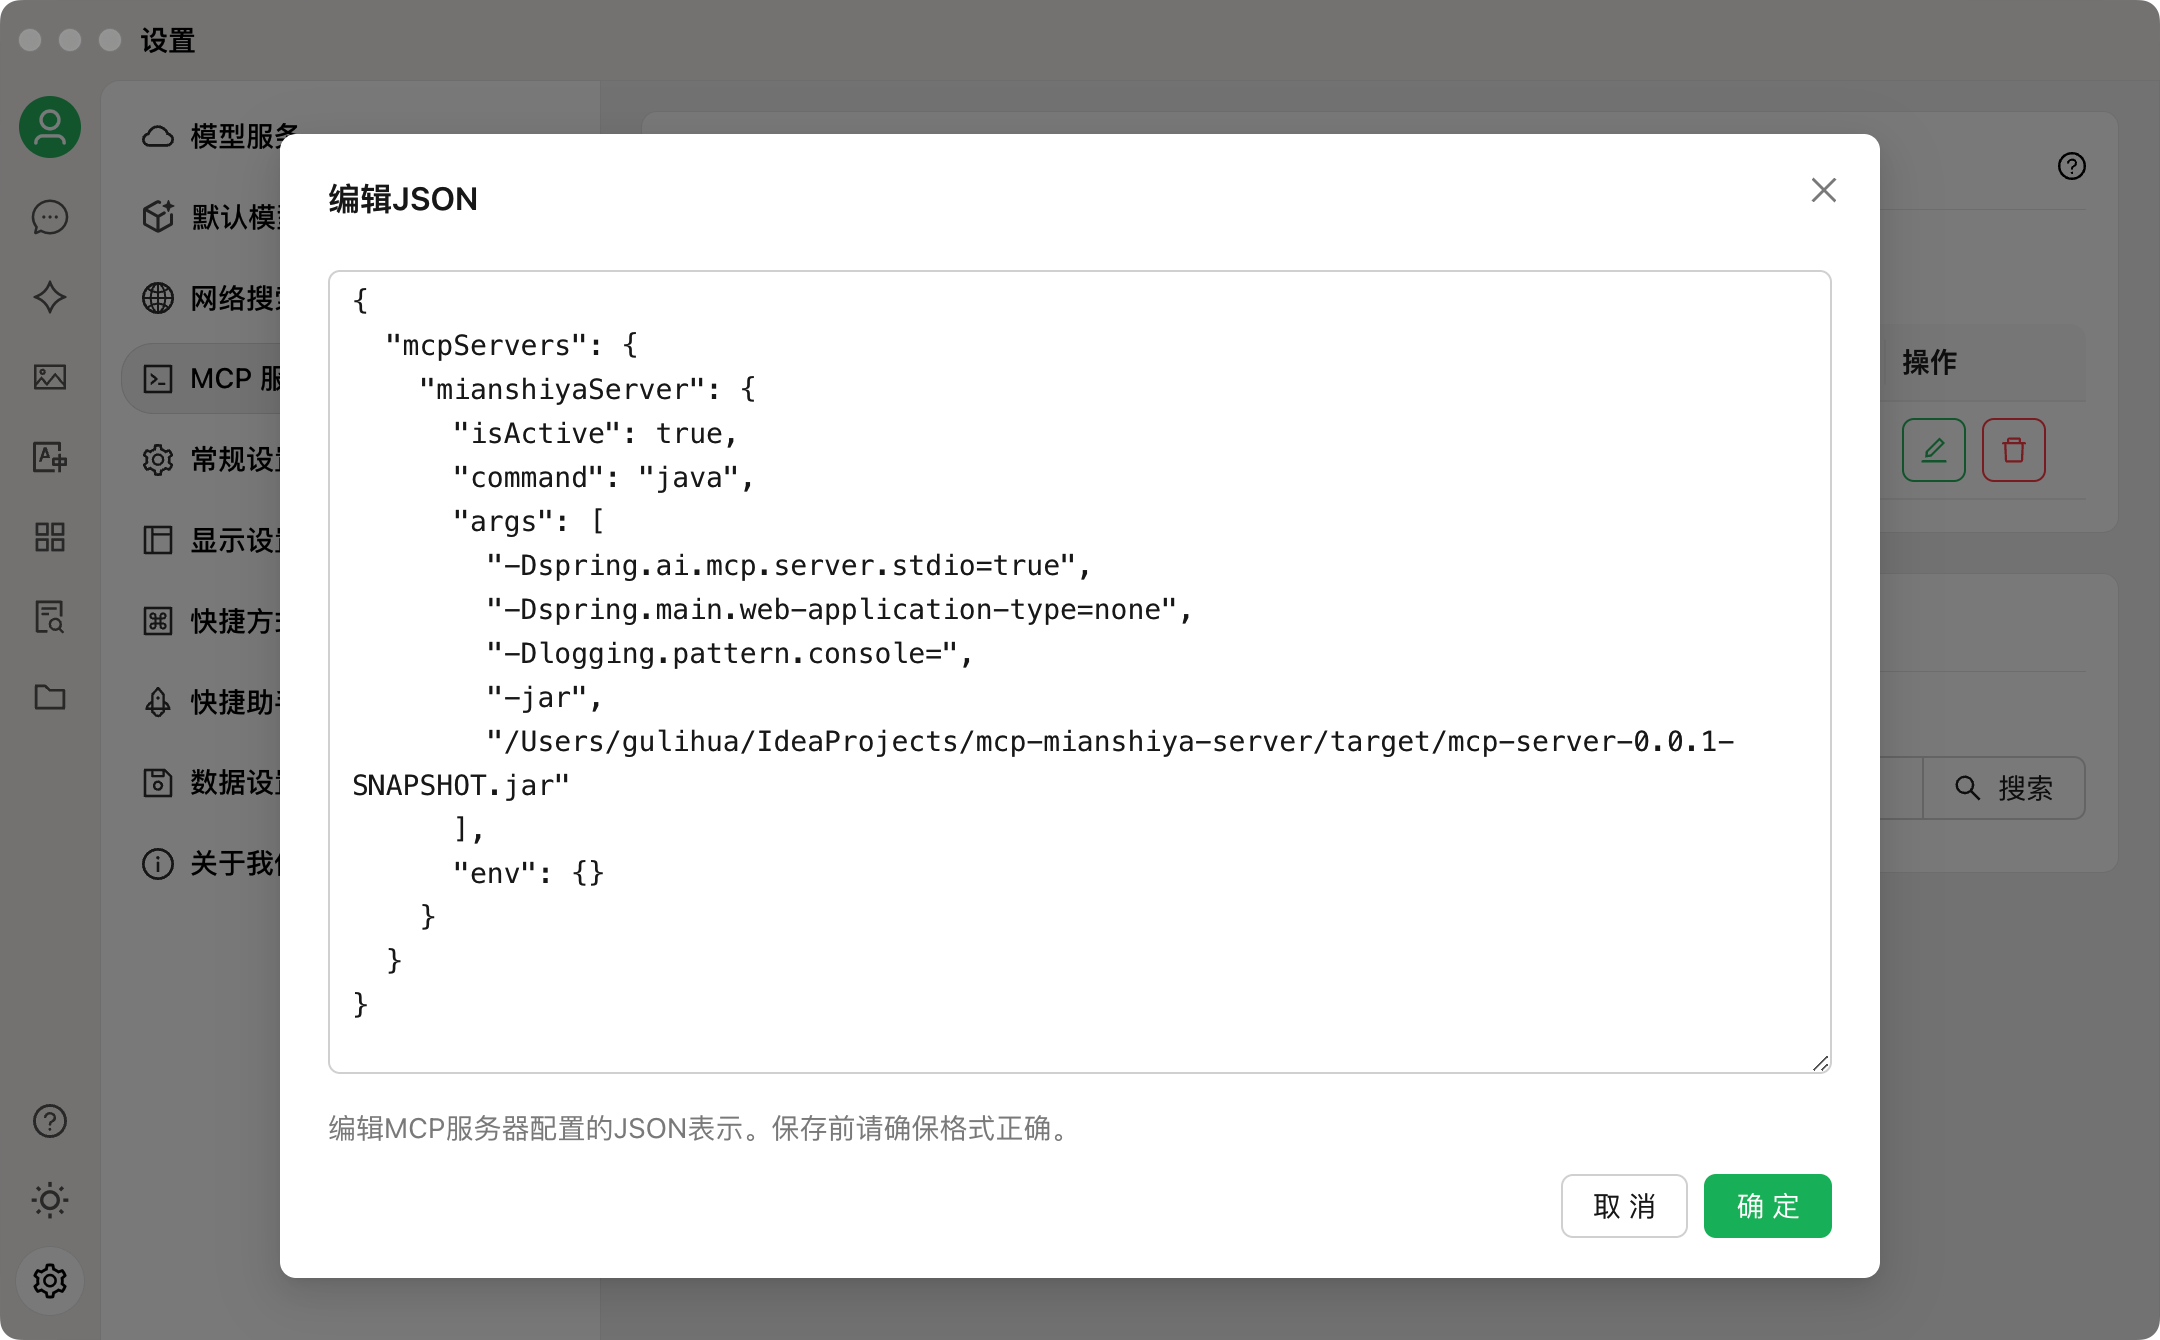 设置
模型服务
默认模
网络搜
MCP 服
常规设
显示设
快捷方
快捷助
数据设
关于我
编辑JSON
{
  "mcpServers": {
    "mianshiyaServer": {
      "isActive": true,
      "command": "java",
      "args": [
        "-Dspring.ai.mcp.server.stdio=true",
        "-Dspring.main.web-application-type=none",
        "-Dlogging.pattern.console=",
        "-jar",
        "/Users/gulihua/IdeaProjects/mcp-mianshiya-server/target/mcp-server-0.0.1-
SNAPSHOT.jar"
      ],
      "env": {}
    }
  }
}
编辑MCP服务器配置的JSON表示。保存前请确保格式正确。
取 消
确 定
操作
搜索